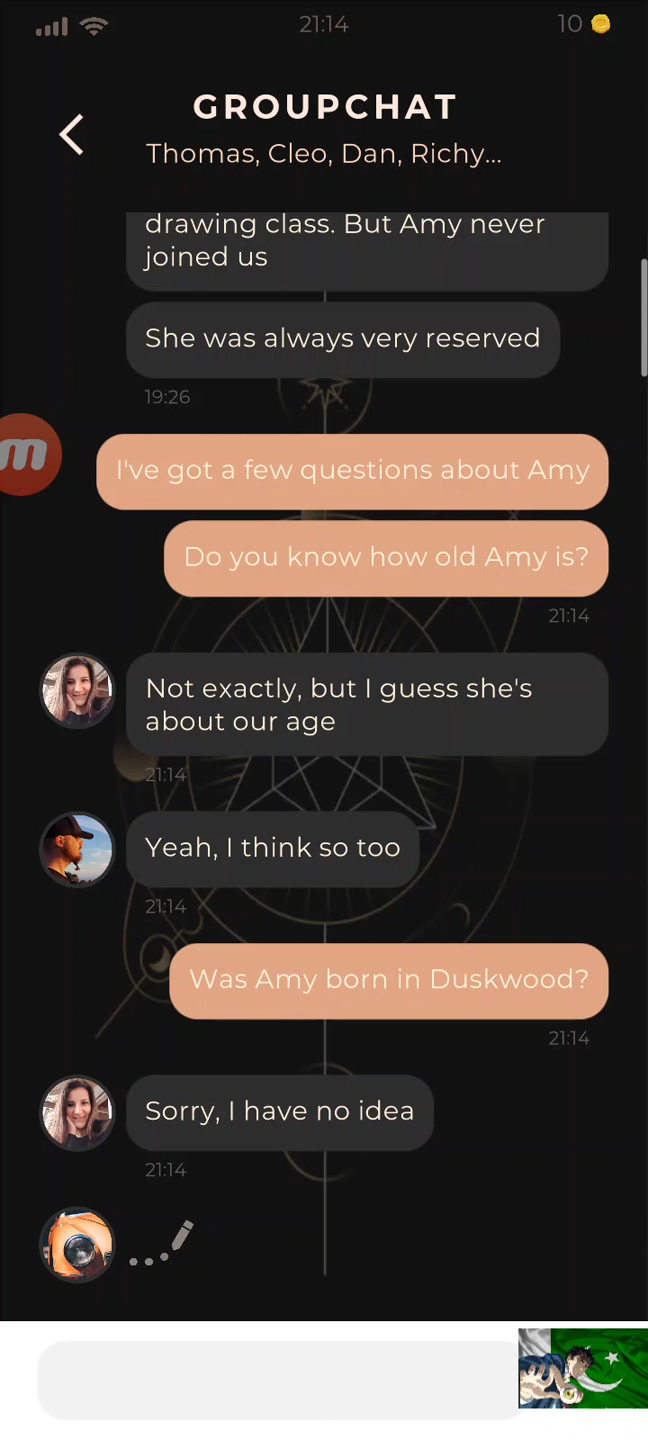 21:14
10
GROUPCHAT
Thomas, Cleo, Dan, Richy...
drawing class. But Amy never
joined us
She was always very reserved
19:26
m
I've got a few questions about Amy
Do you know how old Amy is?
21:14
Not exactly, but I guess she's
about our age
21:14
Yeah, I think so too
21:14
Was Amy born in Duskwood?
21:14
Sorry, I have no idea
21:14